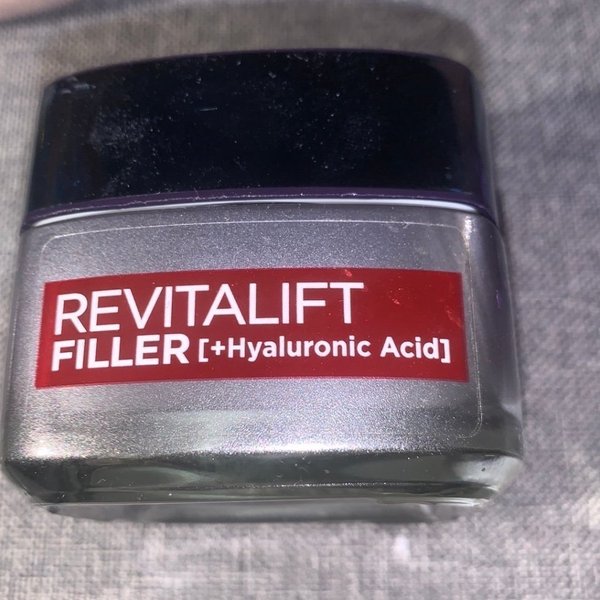 REVITALIFT
FILLER [+Hyaluronic Acid]